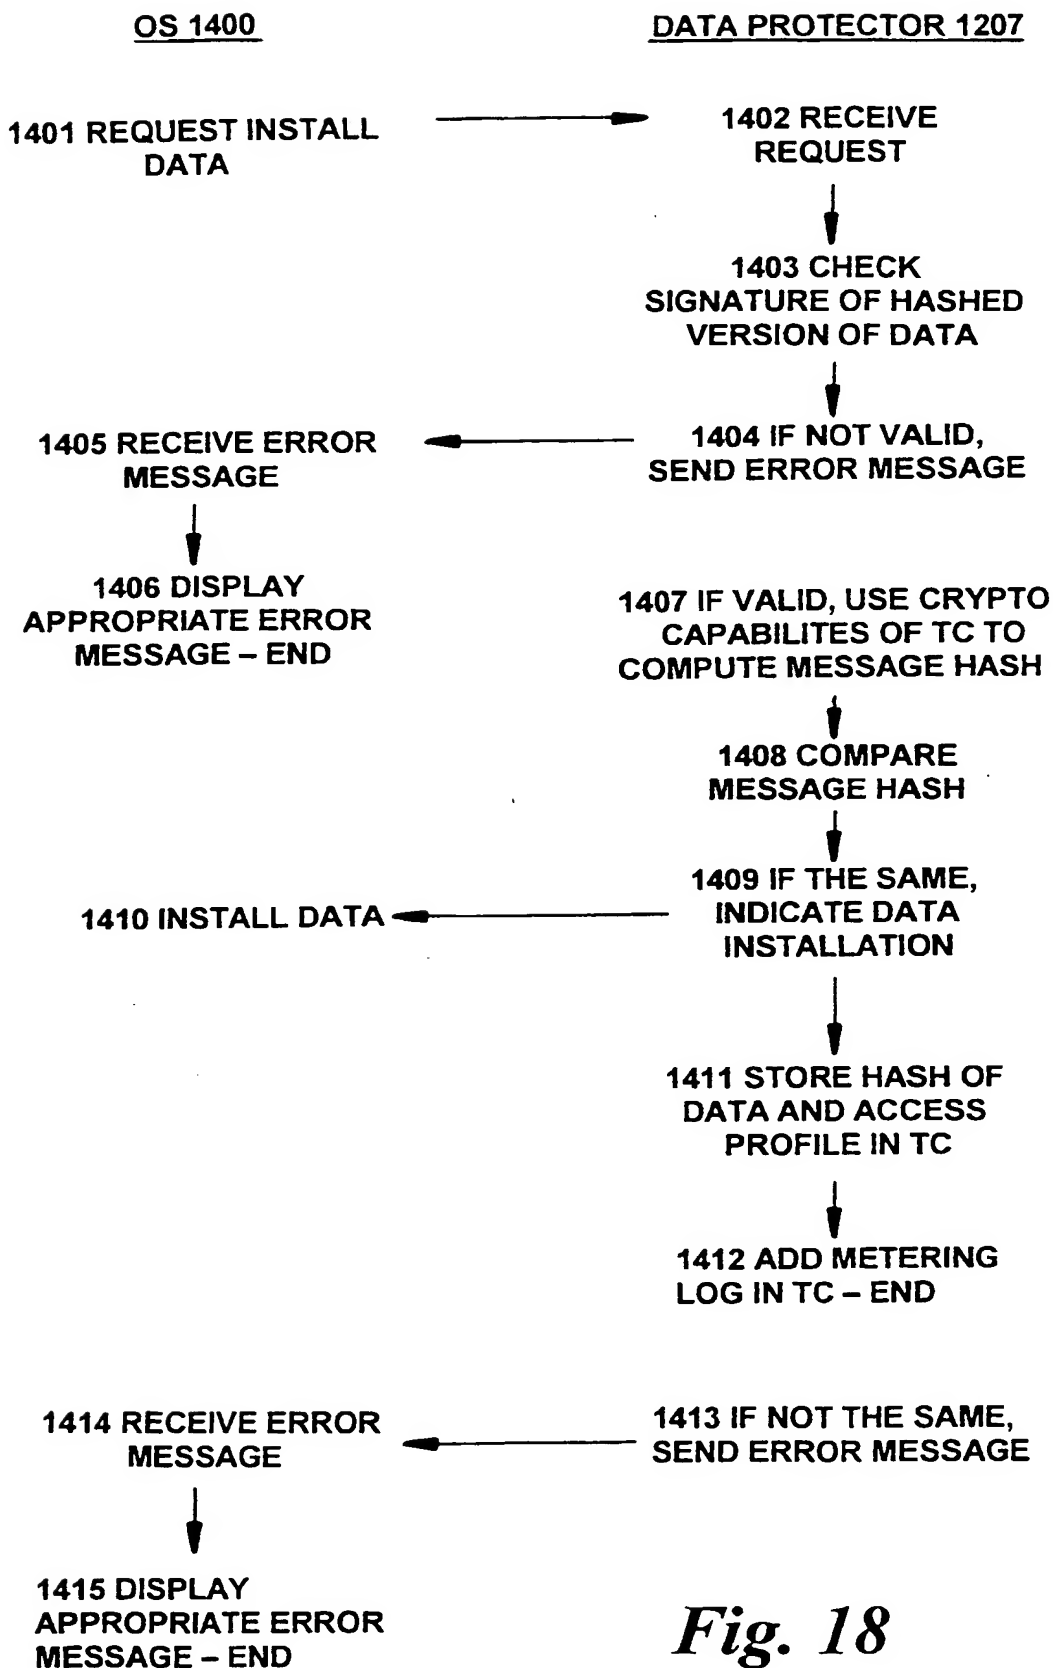 OS 1400
DATA PROTECTOR 1207
1401 REQUEST INSTALL
DATA
1402 RECEIVE
REQUEST
1403 CHECK
SIGNATURE OF HASHED
VERSION OF DATA
1404 IF NOT VALID,
SEND ERROR MESSAGE
1405 RECEIVE ERROR
MESSAGE
1406 DISPLAY
APPROPRIATE ERROR
MESSAGE – END
1407 IF VALID, USE CRYPTO
CAPABILITES OF TC TO
COMPUTE MESSAGE HASH
1408 COMPARE
MESSAGE HASH
1409 IF THE SAME,
INDICATE DATA
INSTALLATION
1410 INSTALL DATA
1411 STORE HASH OF
DATA AND ACCESS
PROFILE IN TC
1412 ADD METERING
LOG IN TC – END
1413 IF NOT THE SAME,
SEND ERROR MESSAGE
1414 RECEIVE ERROR
MESSAGE
1415 DISPLAY
APPROPRIATE ERROR
MESSAGE – END
Fig. 18